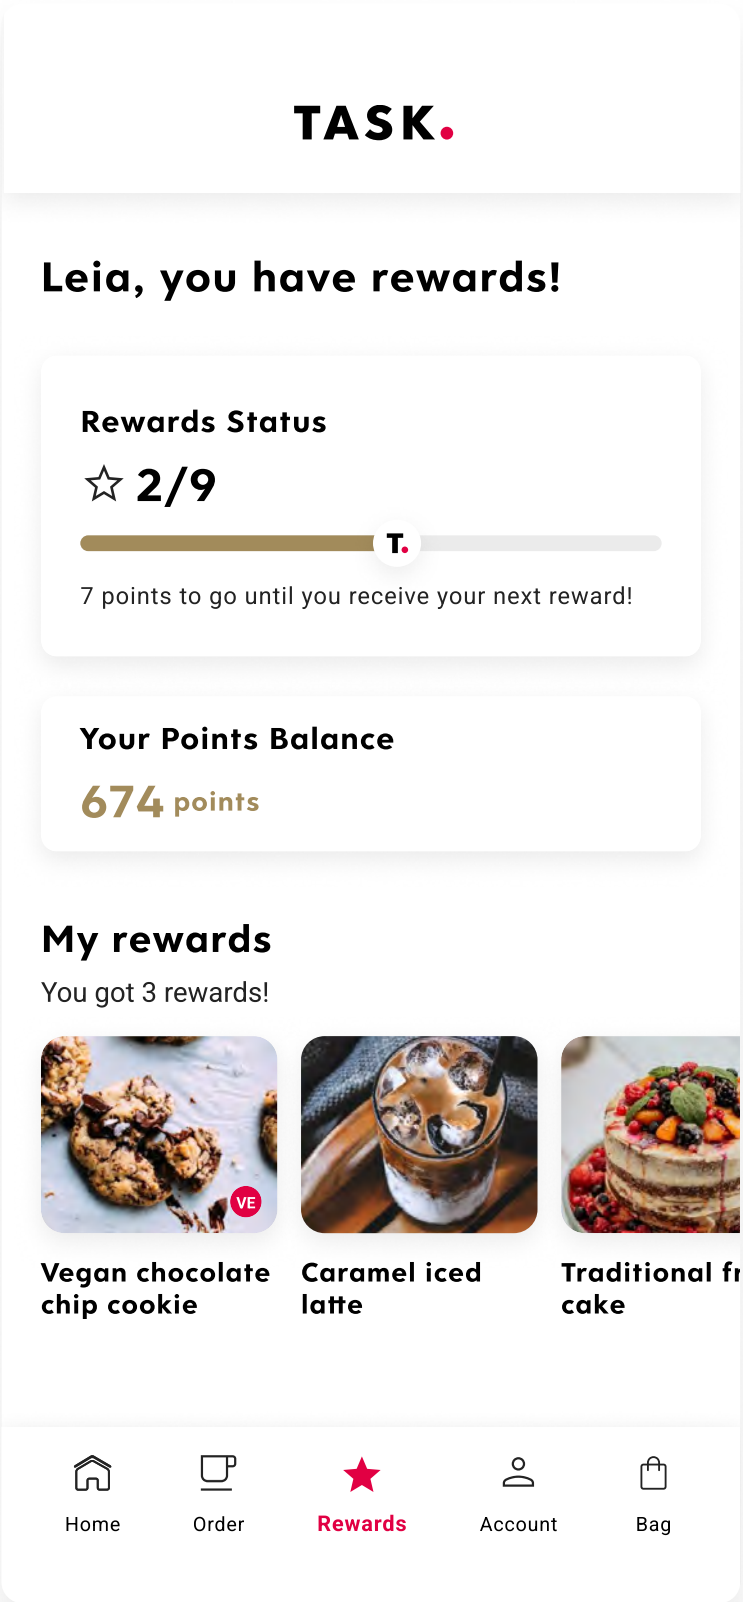 TASK.
Leia, you have rewards!
Rewards Status
2/9
T.
7 points to go until you receive your next reward!
Your Points Balance
674 points
My rewards
You got 3 rewards!
VE
Vegan chocolate
chip cookie
Caramel iced
latte
Traditional
cake
Home
Order
Rewards
Account
Bag